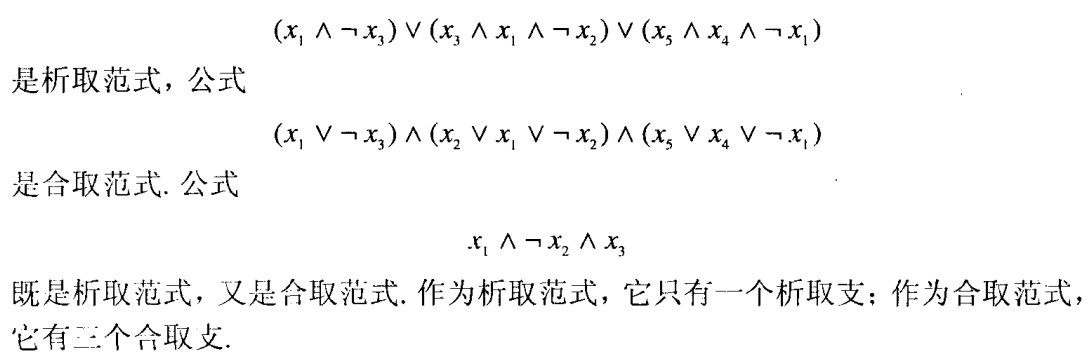 (x₁ ∧ ¬x₃) ∨ (x₃ ∧ x₁ ∧ ¬x₂) ∨ (x₅ ∧ x₄ ∧ ¬x₁)
是析取范式，公式
(x₁ ∨ ¬x₃) ∧ (x₂ ∨ x₁ ∨ ¬x₂) ∧ (x₅ ∨ x₄ ∨ ¬x₁)
是合取范式. 公式
x₁ ∧ ¬x₂ ∧ x₃
既是析取范式，又是合取范式. 作为析取范式，它只有一个析取支；作为合取范式，
它有三个合取支.